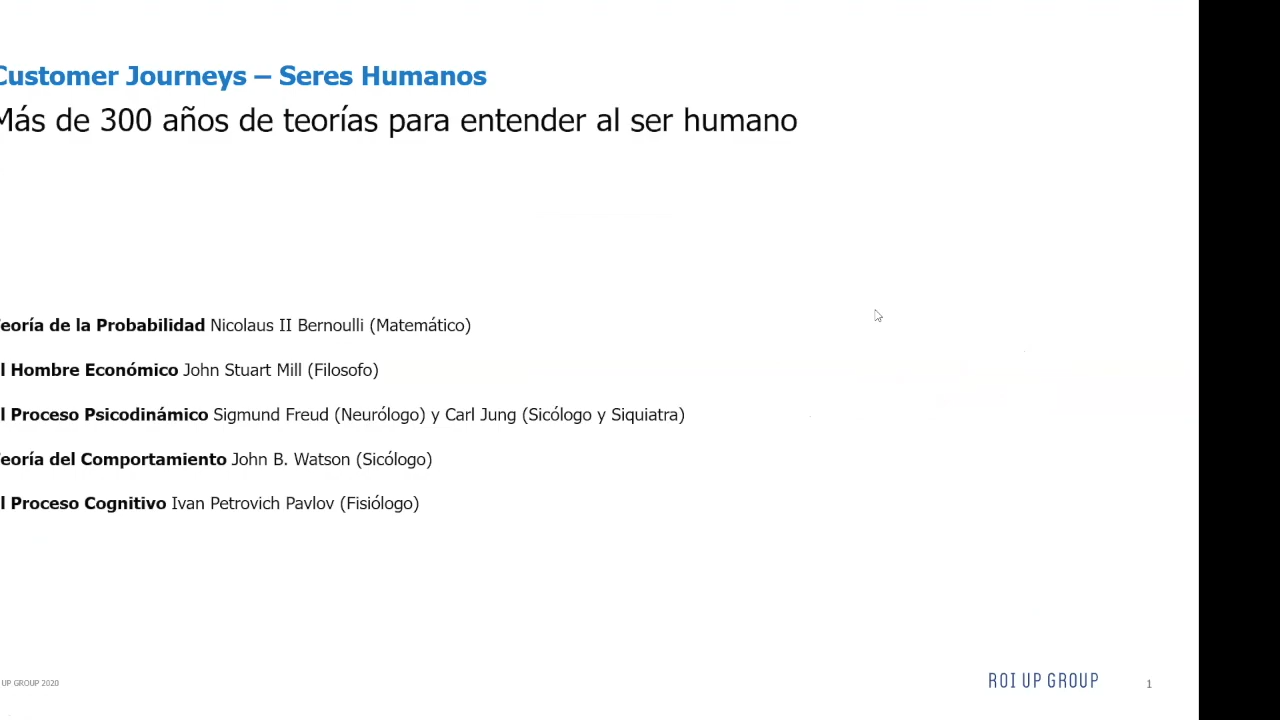 Customer Journeys – Seres Humanos
Más de 300 años de teorías para entender al ser humano
eoría de la Probabilidad Nicolaus II Bernoulli (Matemático)
l Hombre Económico John Stuart Mill (Filosofo)
l Proceso Psicodinámico Sigmund Freud (Neurólogo) y Carl Jung (Sicólogo y Siquiatra)
eoría del Comportamiento John B. Watson (Sicólogo)
l Proceso Cognitivo Ivan Petrovich Pavlov (Fisiólogo)
UP GROUP 2020
ROI UP GROUP
1